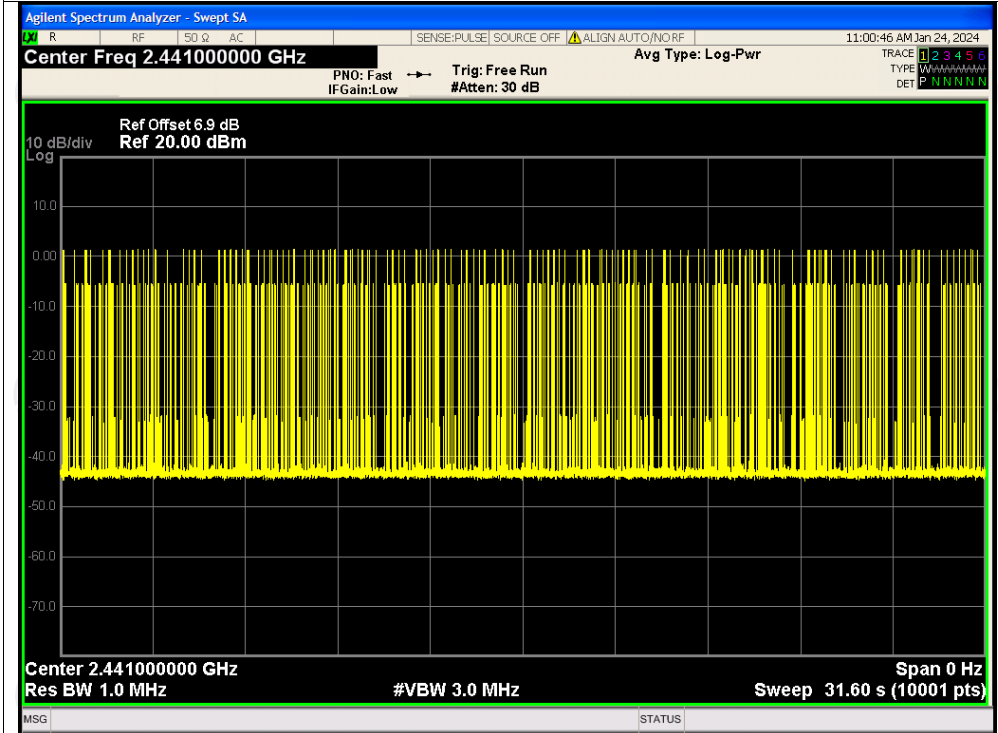 Agilent Spectrum Analyzer - Swept SA
LXI R RF 50 Ω AC SENSE:PULSE SOURCE OFF ALIGN AUTO/NO RF 11:00:46 AM Jan 24, 2024
Center Freq 2.441000000 GHz Avg Type: Log-Pwr TRACE 1 2 3 4 5 6
PNO: Fast Trig: Free Run TYPE W
IFGain:Low #Atten: 30 dB DET P N N N N N
Ref Offset 6.9 dB
10 dB/div Ref 20.00 dBm
Log
10.0
0.00
-10.0
-20.0
-30.0
-40.0
-50.0
-60.0
-70.0
Center 2.441000000 GHz Span 0 Hz
Res BW 1.0 MHz #VBW 3.0 MHz Sweep 31.60 s (10001 pts)
MSG STATUS